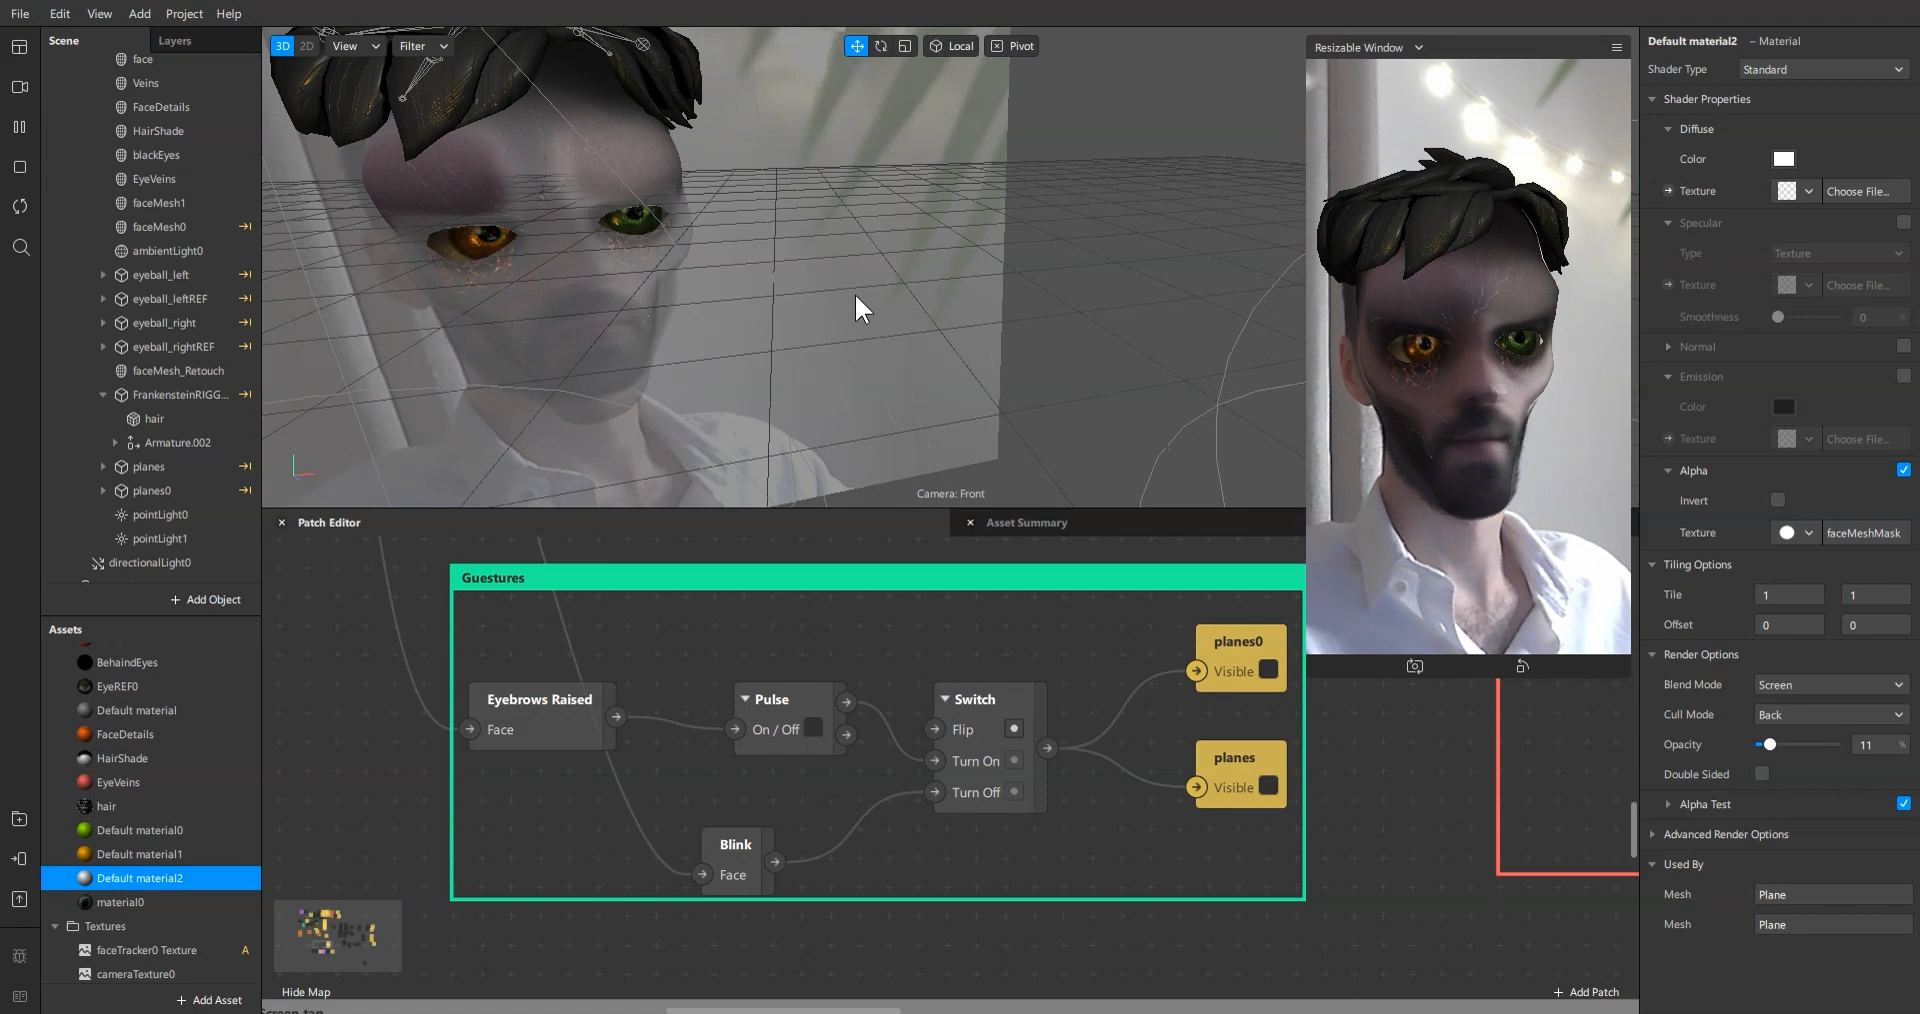 File Edit View Add Project Help
Scene Layers
face
Veins
FaceDetails
HairShade
blackEyes
EyeVeins
faceMesh1
faceMesh0
ambientLight0
eyeball_left
eyeball_leftREF
eyeball_right
eyeball_rightREF
faceMesh_Retouch
FrankensteinRIGG...
hair
Armature.002
planes
planes0
pointLight0
pointLight1
directionalLight0
+ Add Object
Assets
BehaindEyes
EyeREF0
Default material
FaceDetails
HairShade
EyeVeins
hair
Default material0
Default material1
Default material2
material0
Textures
faceTracker0 Texture A
cameraTexture0
+ Add Asset
3D 2D View Filter Local Pivot
Camera: Front
Patch Editor
Asset Summary
Guestures
Eyebrows Raised
Face
Pulse
On / Off
Switch
Flip
Turn On
Turn Off
Blink
Face
planes0
Visible
planes
Visible
Hide Map
+ Add Patch
Screen tap
Resizable Window
Default material2 – Material
Shader Type Standard
Shader Properties
Diffuse
Color
Texture Choose File...
Specular
Type Texture
Texture Choose File...
Smoothness 0 %
Normal
Emission
Color
Texture Choose File...
Alpha
Invert
Texture faceMeshMask
Tiling Options
Tile 1 1
Offset 0 0
Render Options
Blend Mode Screen
Cull Mode Back
Opacity 11 %
Double Sided
Alpha Test
Advanced Render Options
Used By
Mesh Plane
Mesh Plane